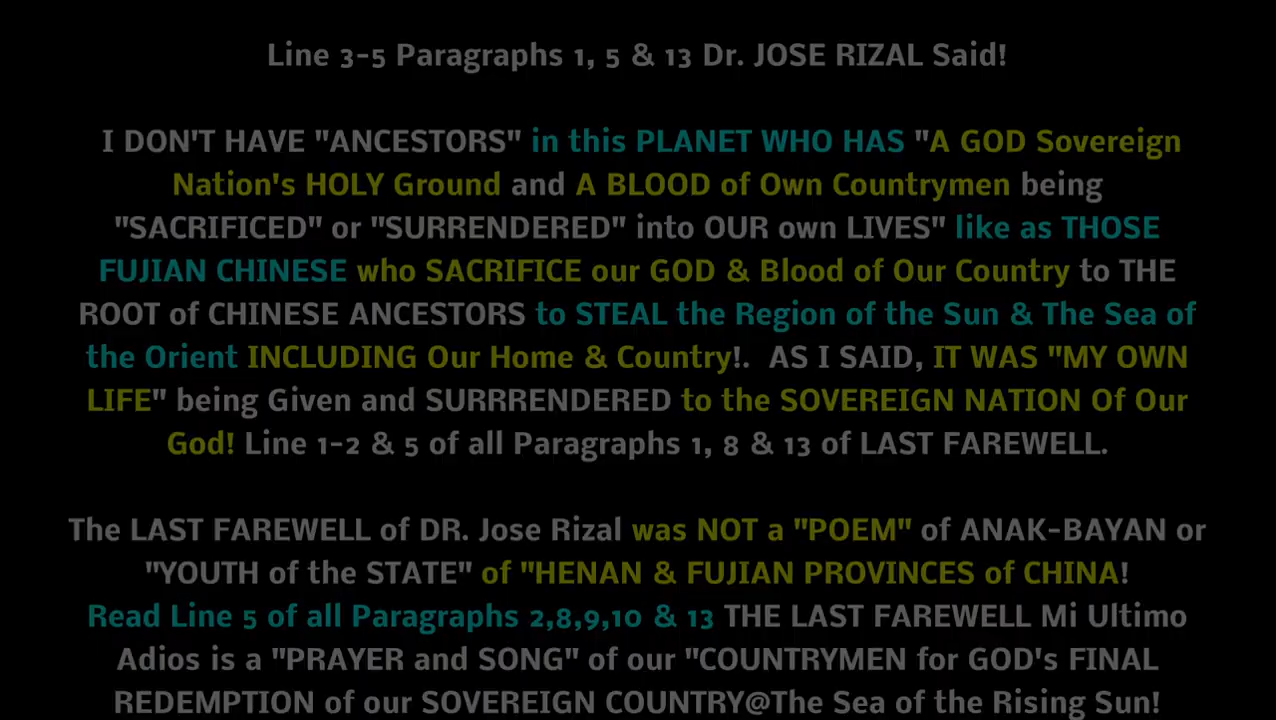 Line 3-5 Paragraphs 1, 5 & 13 Dr. JOSE RIZAL Said!
I DON'T HAVE "ANCESTORS" in this PLANET WHO HAS "A GOD Sovereign
Nation's HOLY Ground and A BLOOD of Own Countrymen being
"SACRIFICED" or "SURRENDERED" into OUR own LIVES" like as THOSE
FUJIAN CHINESE who SACRIFICE our GOD & Blood of Our Country to THE
ROOT of CHINESE ANCESTORS to STEAL the Region of the Sun & The Sea of
the Orient INCLUDING Our Home & Country!.  AS I SAID, IT WAS "MY OWN
LIFE" being Given and SURRRENDERED to the SOVEREIGN NATION Of Our
God! Line 1-2 & 5 of all Paragraphs 1, 8 & 13 of LAST FAREWELL.
The LAST FAREWELL of DR. Jose Rizal was NOT a "POEM" of ANAK-BAYAN or
"YOUTH of the STATE" of "HENAN & FUJIAN PROVINCES of CHINA!
Read Line 5 of all Paragraphs 2,8,9,10 & 13 THE LAST FAREWELL Mi Ultimo
Adios is a "PRAYER and SONG" of our "COUNTRYMEN for GOD's FINAL
REDEMPTION of our SOVEREIGN COUNTRY@The Sea of the Rising Sun!